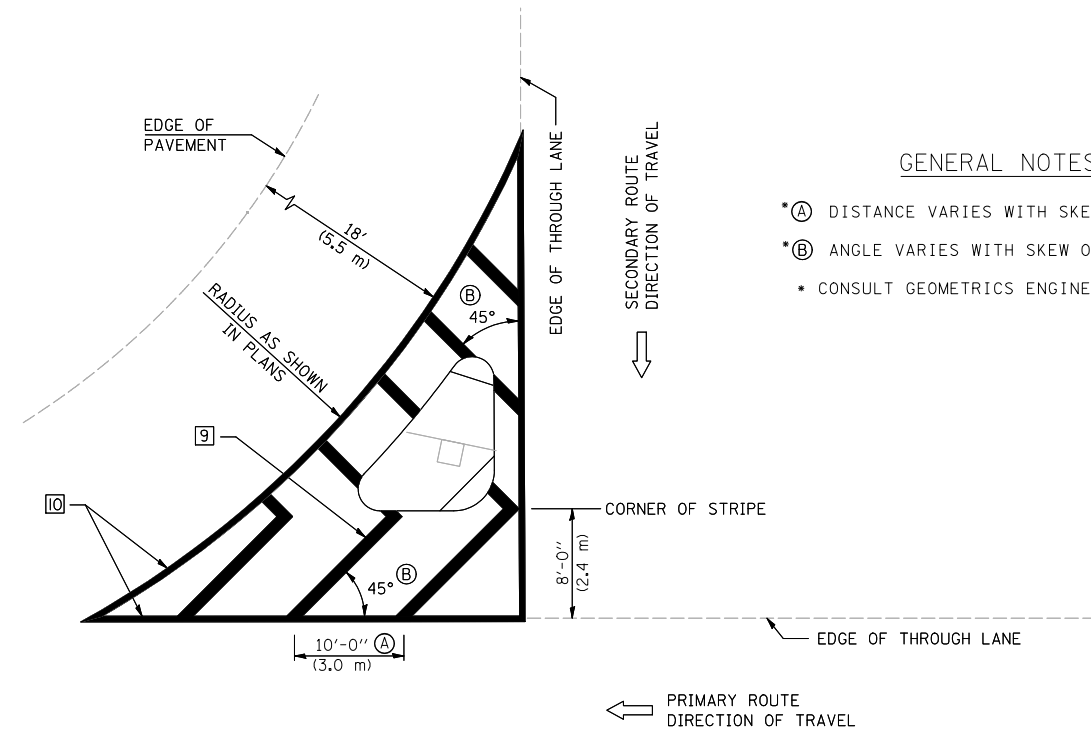 EDGE OF
PAVEMENT
18'
(5.5 m)
RADIUS AS SHOWN
IN PLANS
EDGE OF THROUGH LANE
SECONDARY ROUTE
DIRECTION OF TRAVEL
GENERAL NOTES
*Ⓐ DISTANCE VARIES WITH SKE
*Ⓑ ANGLE VARIES WITH SKEW O
* CONSULT GEOMETRICS ENGINE
Ⓑ
45°
9
10
CORNER OF STRIPE
8'-0''
(2.4 m)
45° Ⓑ
10'-0'' Ⓐ
(3.0 m)
EDGE OF THROUGH LANE
PRIMARY ROUTE
DIRECTION OF TRAVEL